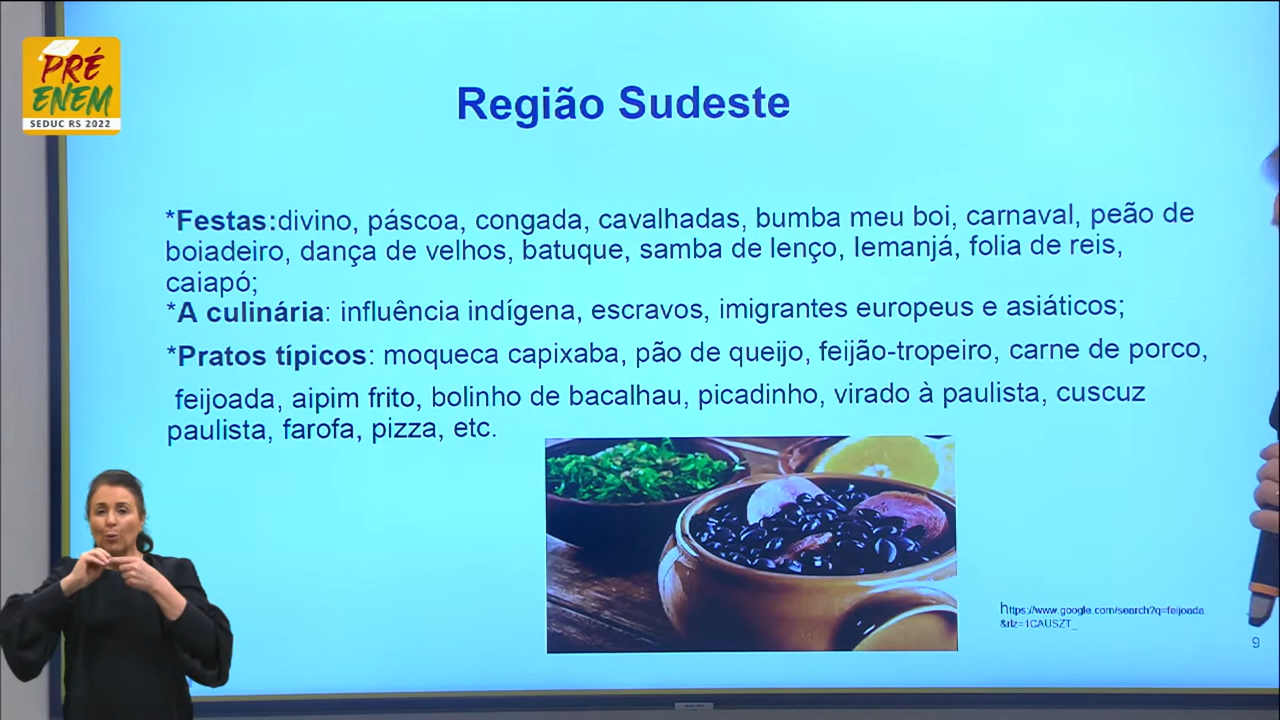 PRÉ
ENEM
SEDUC RS 2022
Região Sudeste
*Festas:divino, páscoa, congada, cavalhadas, bumba meu boi, carnaval, peão de
boiadeiro, dança de velhos, batuque, samba de lenço, Iemanjá, folia de reis,
caiapó;
*A culinária: influência indígena, escravos, imigrantes europeus e asiáticos;
*Pratos típicos: moqueca capixaba, pão de queijo, feijão-tropeiro, carne de porco,
feijoada, aipim frito, bolinho de bacalhau, picadinho, virado à paulista, cuscuz
paulista, farofa, pizza, etc.
https://www.google.com/search?q=feijoada
&rlz=1CAUSZT_
9